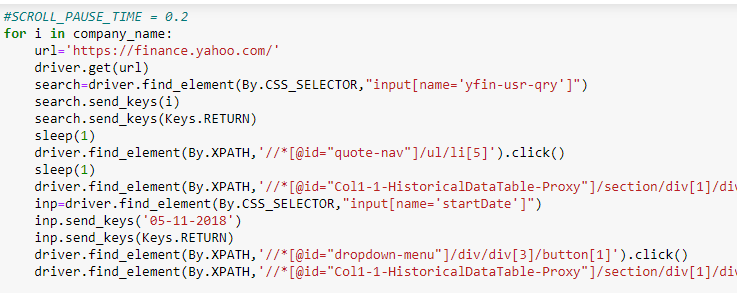 #SCROLL_PAUSE_TIME = 0.2
for i in company_name:
    url='https://finance.yahoo.com/'
    driver.get(url)
    search=driver.find_element(By.CSS_SELECTOR,"input[name='yfin-usr-qry']")
    search.send_keys(i)
    search.send_keys(Keys.RETURN)
    sleep(1)
    driver.find_element(By.XPATH,'//*[@id="quote-nav"]/ul/li[5]').click()
    sleep(1)
    driver.find_element(By.XPATH,'//*[@id="Col1-1-HistoricalDataTable-Proxy"]/section/div[1]/div
    inp=driver.find_element(By.CSS_SELECTOR,"input[name='startDate']")
    inp.send_keys('05-11-2018')
    inp.send_keys(Keys.RETURN)
    driver.find_element(By.XPATH,'//*[@id="dropdown-menu"]/div/div[3]/button[1]').click()
    driver.find_element(By.XPATH,'//*[@id="Col1-1-HistoricalDataTable-Proxy"]/section/div[1]/div